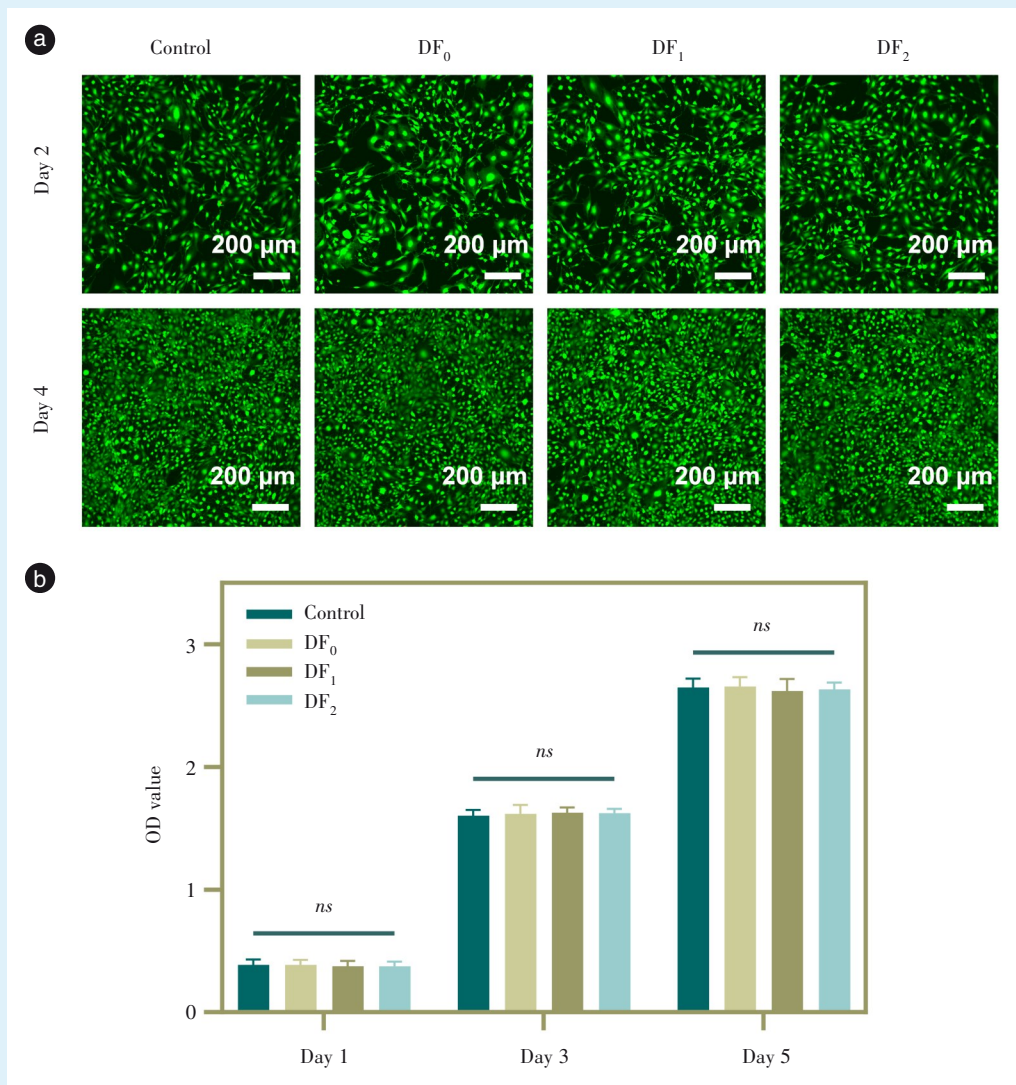 a
Control DF₀ DF₁ DF₂
Day 2
200 µm 200 µm 200 µm 200 µm
Day 4
200 µm 200 µm 200 µm 200 µm
b
Control
DF₀
DF₁
DF₂
ns
ns
ns
3
2
1
0
OD value
Day 1 Day 3 Day 5